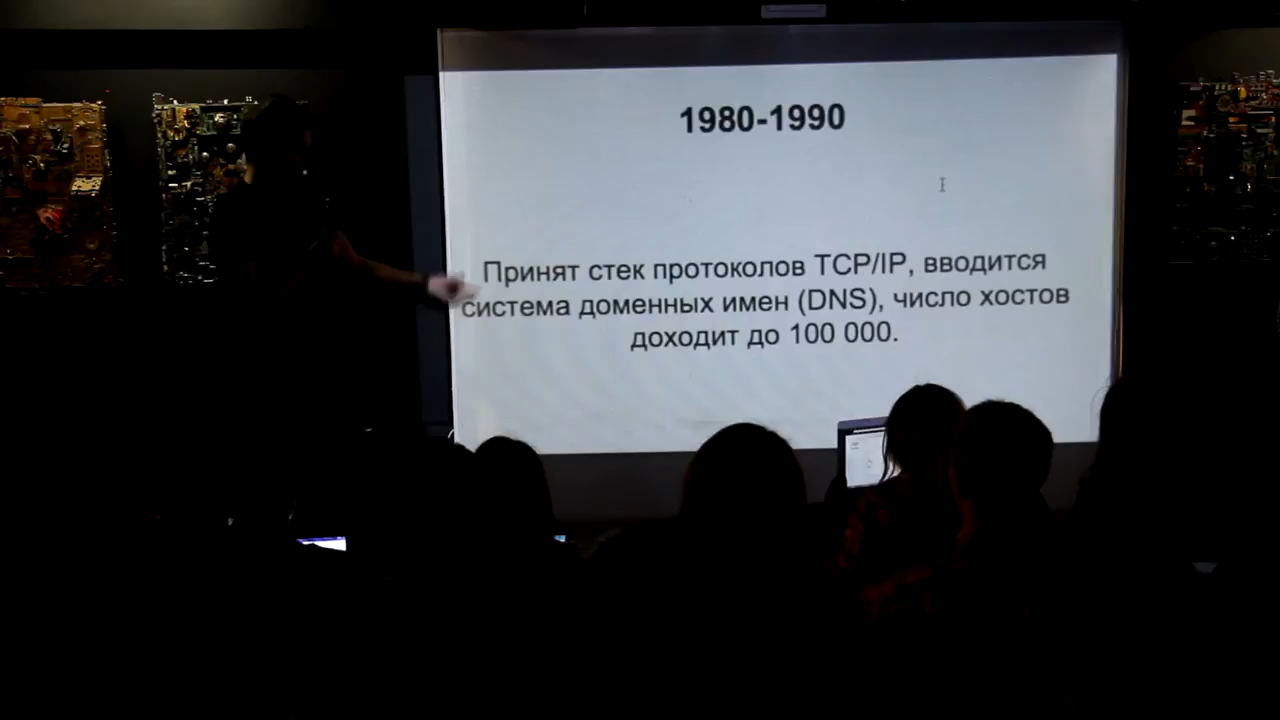 1980-1990
Принят стек протоколов TCP/IP, вводится
система доменных имен (DNS), число хостов
доходит до 100 000.